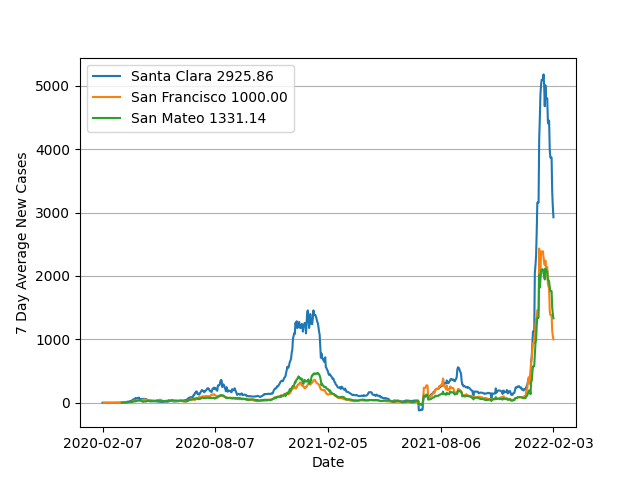 Santa Clara 2925.86
San Francisco 1000.00
San Mateo 1331.14
7 Day Average New Cases
5000
4000
3000
2000
1000
0
2020-02-07 2020-08-07 2021-02-05 2021-08-06 2022-02-03
Date